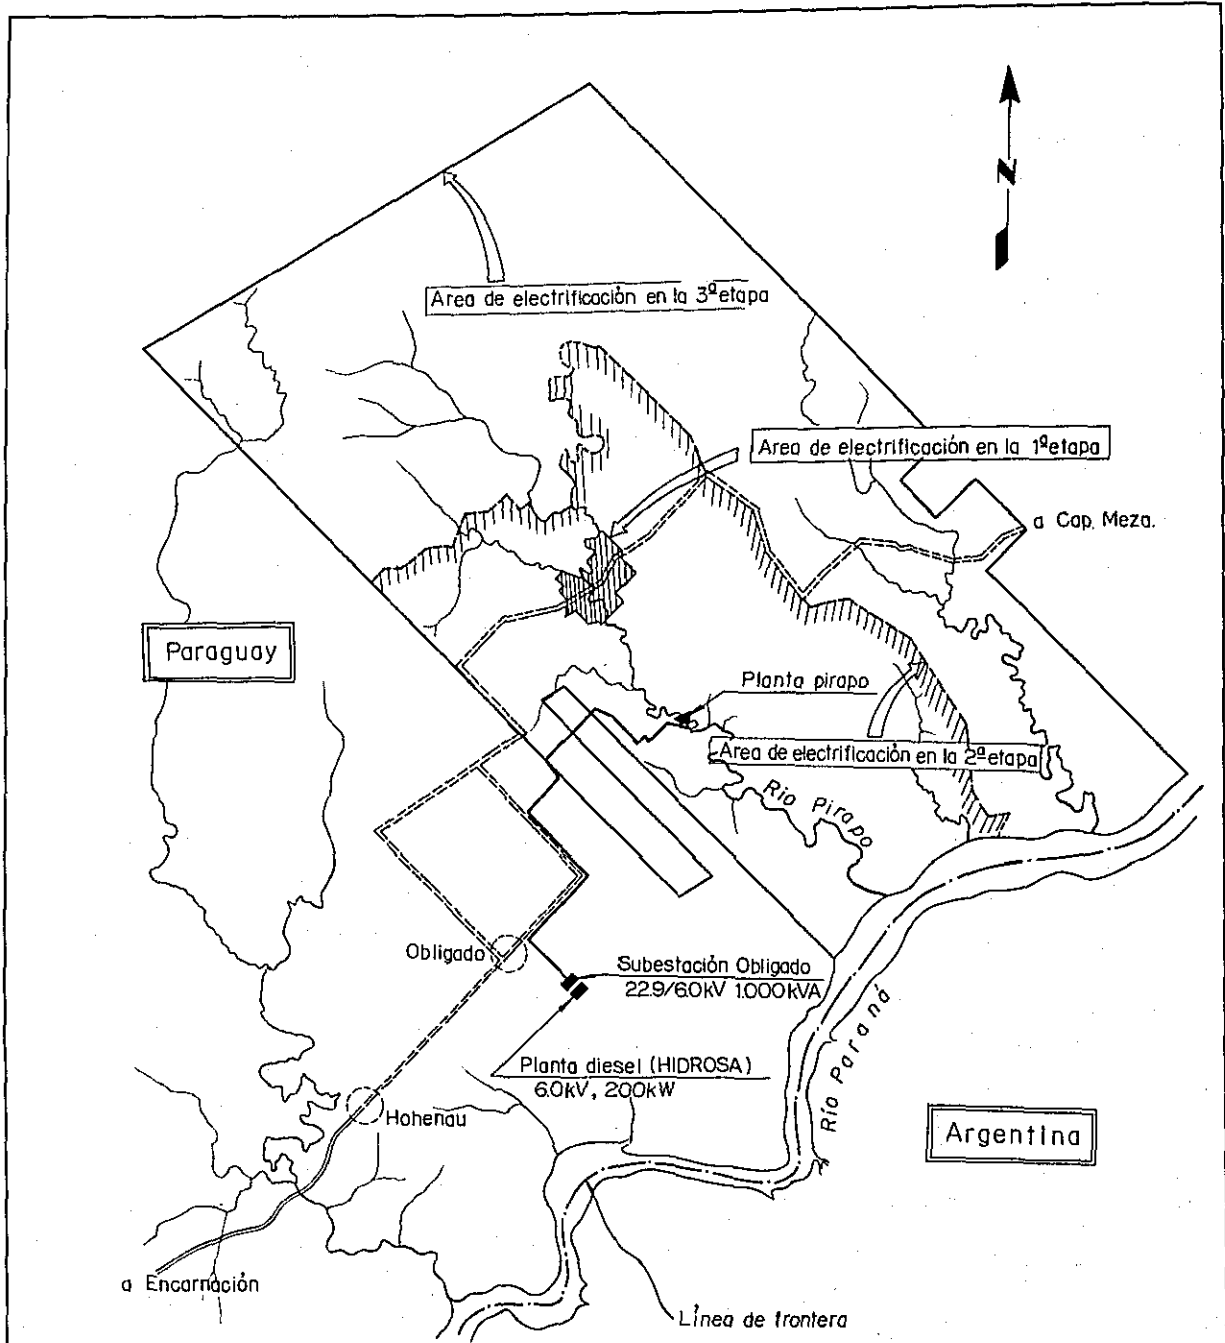 N
Area de electrificación en la 3ª etapa
Area de electrificación en la 1ª etapa
a Cap. Meza.
Paraguay
Planta pirapo
Area de electrificación en la 2ª etapa
Río Pirapo
Obligado
Subestación Obligado
22.9/6.0kV 1.000kVA
Planta diesel (HIDROSA)
6.0kV, 200kW
Río Paraná
Hohenau
Argentina
a Encarnación
Línea de frontera